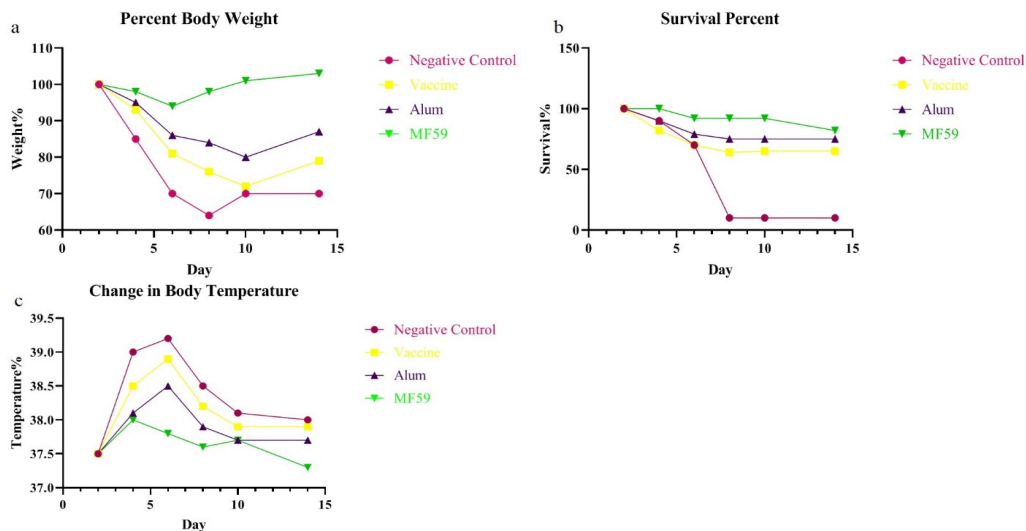 a
Percent Body Weight
110
100
90
80
70
60
Weight%
0
5
10
15
Day
Negative Control
Vaccine
Alum
MF59
b
Survival Percent
150
100
50
0
Survival%
0
5
10
15
Day
Negative Control
Vaccine
Alum
MF59
c
Change in Body Temperature
39.5
39.0
38.5
38.0
37.5
37.0
Temperature%
0
5
10
15
Day
Negative Control
Vaccine
Alum
MF59